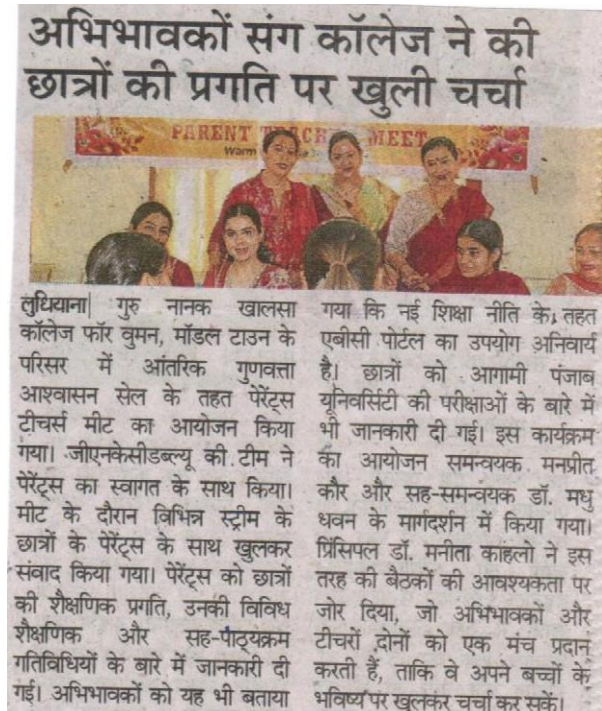 अभिभावकों संग कॉलेज ने की
छात्रों की प्रगति पर खुली चर्चा
PARENT TEACHER MEET
Warm
लुधियाना| गुरु नानक खालसा
कॉलेज फॉर वुमन, मॉडल टाउन के
परिसर में आंतरिक गुणवत्ता
आश्वासन सेल के तहत पेरेंट्स
टीचर्स मीट का आयोजन किया
गया। जीएनकेसीडब्ल्यू की टीम ने
पेरेंट्स का स्वागत के साथ किया।
मीट के दौरान विभिन्न स्ट्रीम के
छात्रों के पेरेंट्स के साथ खुलकर
संवाद किया गया। पेरेंट्स को छात्रों
की शैक्षणिक प्रगति, उनकी विविध
शैक्षणिक और सह-पाठ्यक्रम
गतिविधियों के बारे में जानकारी दी
गई। अभिभावकों को यह भी बताया
गया कि नई शिक्षा नीति के तहत
एबीसी पोर्टल का उपयोग अनिवार्य
है। छात्रों को आगामी पंजाब
यूनिवर्सिटी की परीक्षाओं के बारे में
भी जानकारी दी गई। इस कार्यक्रम
का आयोजन समन्वयक मनप्रीत
कौर और सह-समन्वयक डॉ. मधु
धवन के मार्गदर्शन में किया गया।
प्रिंसिपल डॉ. मनीता काहलो ने इस
तरह की बैठकों की आवश्यकता पर
जोर दिया, जो अभिभावकों और
टीचरों दोनों को एक मंच प्रदान
करती हैं, ताकि वे अपने बच्चों के
भविष्य पर खुलकर चर्चा कर सकें।